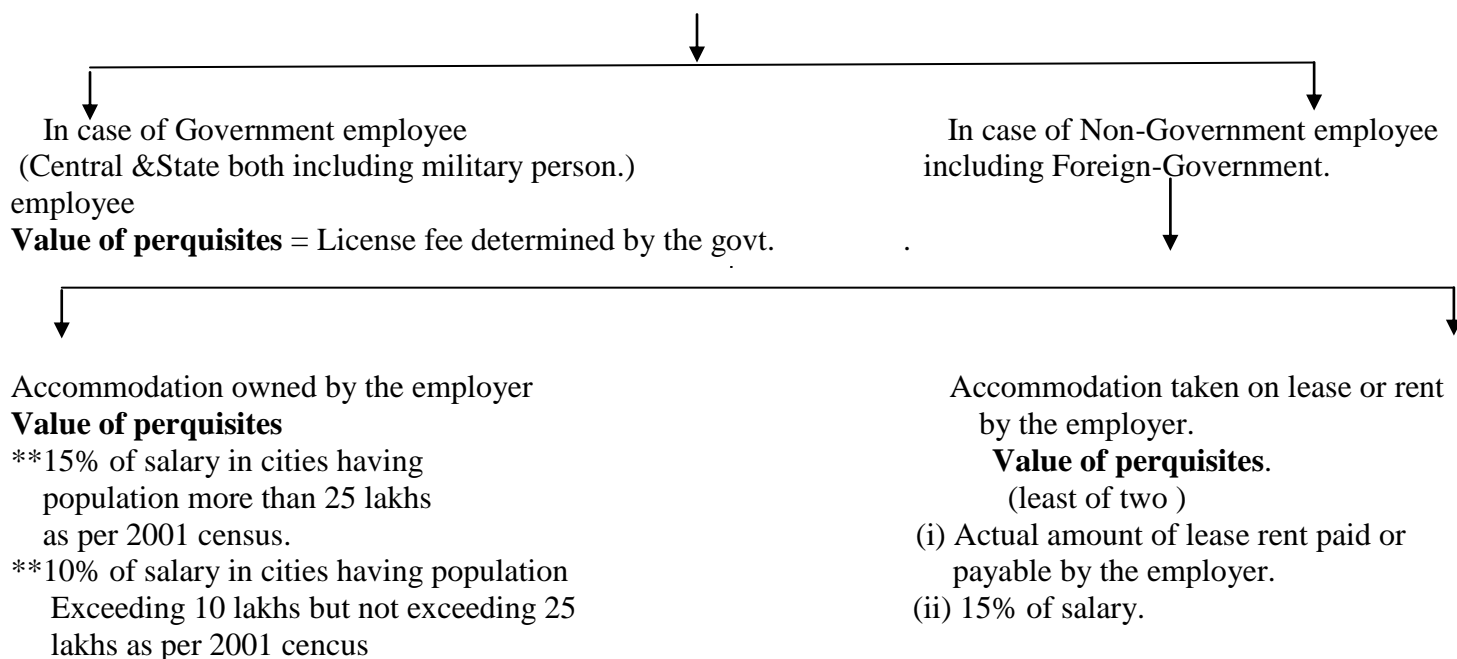 In case of Government employee
(Central &State both including military person.)
employee
Value of perquisites = License fee determined by the govt.
In case of Non-Government employee
including Foreign-Government.
.
.
Accommodation owned by the employer
Value of perquisites
**15% of salary in cities having
population more than 25 lakhs
as per 2001 census.
**10% of salary in cities having population
Exceeding 10 lakhs but not exceeding 25
lakhs as per 2001 cencus
Accommodation taken on lease or rent
by the employer.
Value of perquisites.
(least of two )
(i) Actual amount of lease rent paid or
payable by the employer.
(ii) 15% of salary.